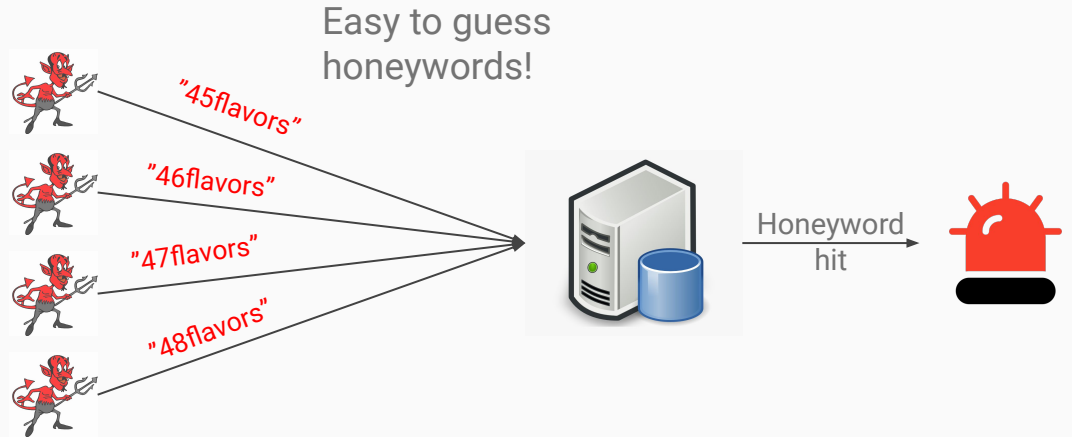 Easy to guess
honeywords!
”45flavors”
”46flavors”
”47flavors”
”48flavors”
Honeyword
hit